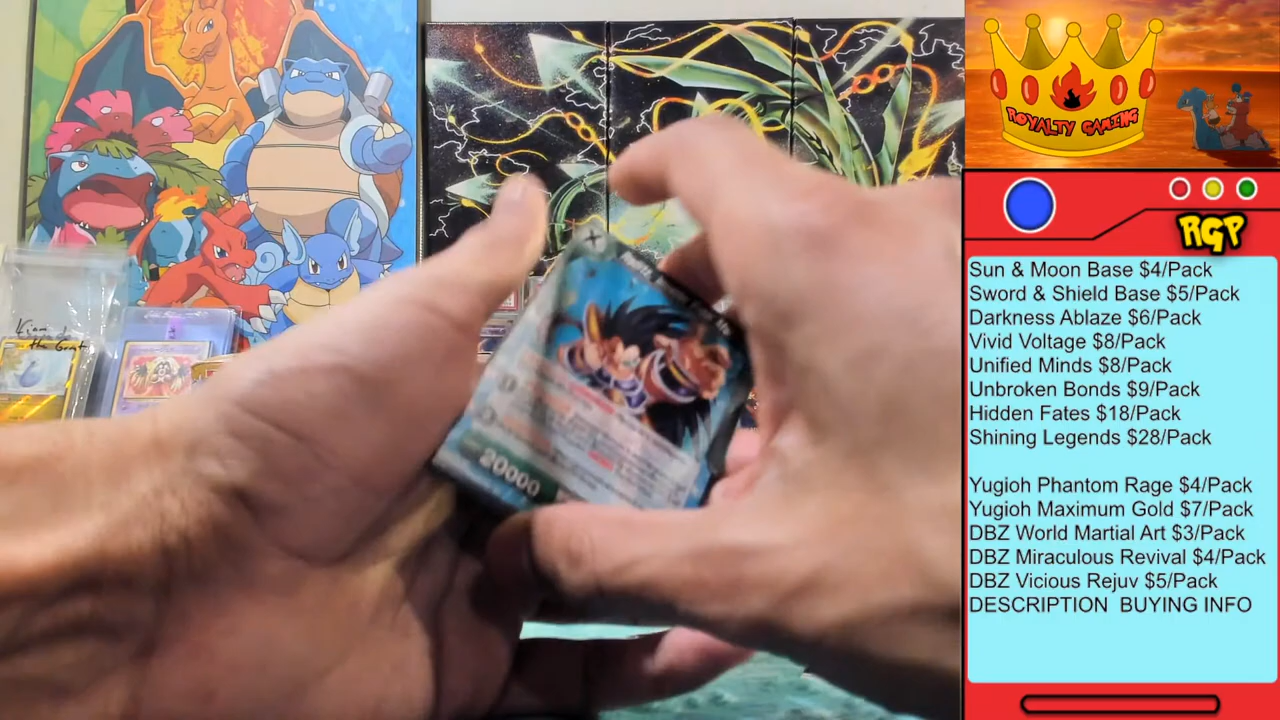 ROYALTY GAMING
RGP
Sun & Moon Base $4/Pack
Sword & Shield Base $5/Pack
Darkness Ablaze $6/Pack
Vivid Voltage $8/Pack
Unified Minds $8/Pack
Unbroken Bonds $9/Pack
Hidden Fates $18/Pack
Shining Legends $28/Pack
Yugioh Phantom Rage $4/Pack
Yugioh Maximum Gold $7/Pack
DBZ World Martial Art $3/Pack
DBZ Miraculous Revival $4/Pack
DBZ Vicious Rejuv $5/Pack
DESCRIPTION BUYING INFO
the Great
20000